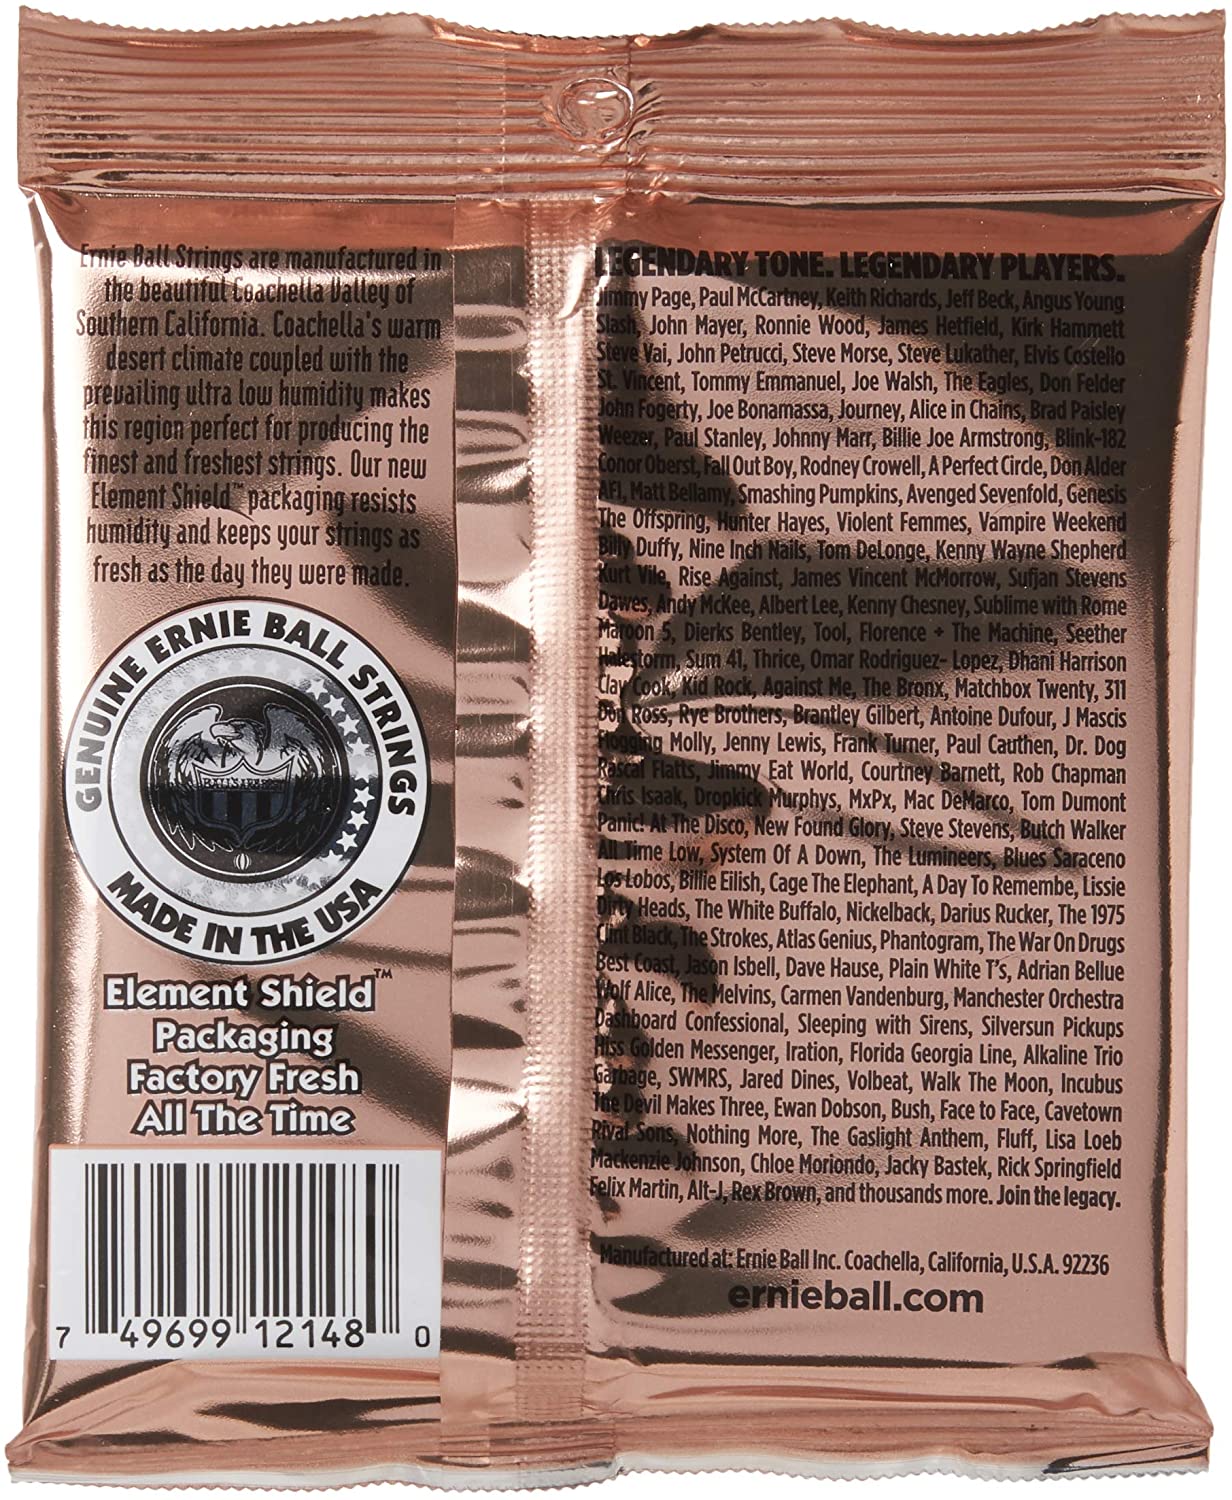 Ernie Ball Strings are manufactured in
the beautiful Coachella Valley of
Southern California. Coachella's warm
desert climate coupled with the
prevailing ultra low humidity makes
this region perfect for producing the
finest and freshest strings. Our new
Element Shield™ packaging resists
humidity and keeps your strings as
fresh as the day they were made.
GENUINE ERNIE BALL STRINGS
MADE IN THE USA
Element Shield™
Packaging
Factory Fresh
All The Time
7 49699 12148 0
LEGENDARY TONE. LEGENDARY PLAYERS.
Jimmy Page, Paul McCartney, Keith Richards, Jeff Beck, Angus Young
Slash, John Mayer, Ronnie Wood, James Hetfield, Kirk Hammett
Steve Vai, John Petrucci, Steve Morse, Steve Lukather, Elvis Costello
St. Vincent, Tommy Emmanuel, Joe Walsh, The Eagles, Don Felder
John Fogerty, Joe Bonamassa, Journey, Alice in Chains, Brad Paisley
Weezer, Paul Stanley, Johnny Marr, Billie Joe Armstrong, Blink-182
Conor Oberst, Fall Out Boy, Rodney Crowell, A Perfect Circle, Don Alder
AFI, Matt Bellamy, Smashing Pumpkins, Avenged Sevenfold, Genesis
The Offspring, Hunter Hayes, Violent Femmes, Vampire Weekend
Billy Duffy, Nine Inch Nails, Tom DeLonge, Kenny Wayne Shepherd
Kurt Vile, Rise Against, James Vincent McMorrow, Sufjan Stevens
Dawes, Andy McKee, Albert Lee, Kenny Chesney, Sublime with Rome
Maroon 5, Dierks Bentley, Tool, Florence + The Machine, Seether
Halestorm, Sum 41, Thrice, Omar Rodriguez- Lopez, Dhani Harrison
Clay Cook, Kid Rock, Against Me, The Bronx, Matchbox Twenty, 311
Don Ross, Rye Brothers, Brantley Gilbert, Antoine Dufour, J Mascis
Flogging Molly, Jenny Lewis, Frank Turner, Paul Cauthen, Dr. Dog
Rascal Flatts, Jimmy Eat World, Courtney Barnett, Rob Chapman
Chris Isaak, Dropkick Murphys, MxPx, Mac DeMarco, Tom Dumont
Panic! At The Disco, New Found Glory, Steve Stevens, Butch Walker
All Time Low, System Of A Down, The Lumineers, Blues Saraceno
Los Lobos, Billie Eilish, Cage The Elephant, A Day To Remembe, Lissie
Dirty Heads, The White Buffalo, Nickelback, Darius Rucker, The 1975
Clint Black, The Strokes, Atlas Genius, Phantogram, The War On Drugs
Best Coast, Jason Isbell, Dave Hause, Plain White T's, Adrian Bellue
Wolf Alice, The Melvins, Carmen Vandenburg, Manchester Orchestra
Dashboard Confessional, Sleeping with Sirens, Silversun Pickups
Hiss Golden Messenger, Iration, Florida Georgia Line, Alkaline Trio
Garbage, SWMRS, Jared Dines, Volbeat, Walk The Moon, Incubus
The Devil Makes Three, Ewan Dobson, Bush, Face to Face, Cavetown
Rival Sons, Nothing More, The Gaslight Anthem, Fluff, Lisa Loeb
Mackenzie Johnson, Chloe Moriondo, Jacky Bastek, Rick Springfield
Felix Martin, Alt-J, Rex Brown, and thousands more. Join the legacy.
Manufactured at: Ernie Ball Inc. Coachella, California, U.S.A. 92236
ernieball.com